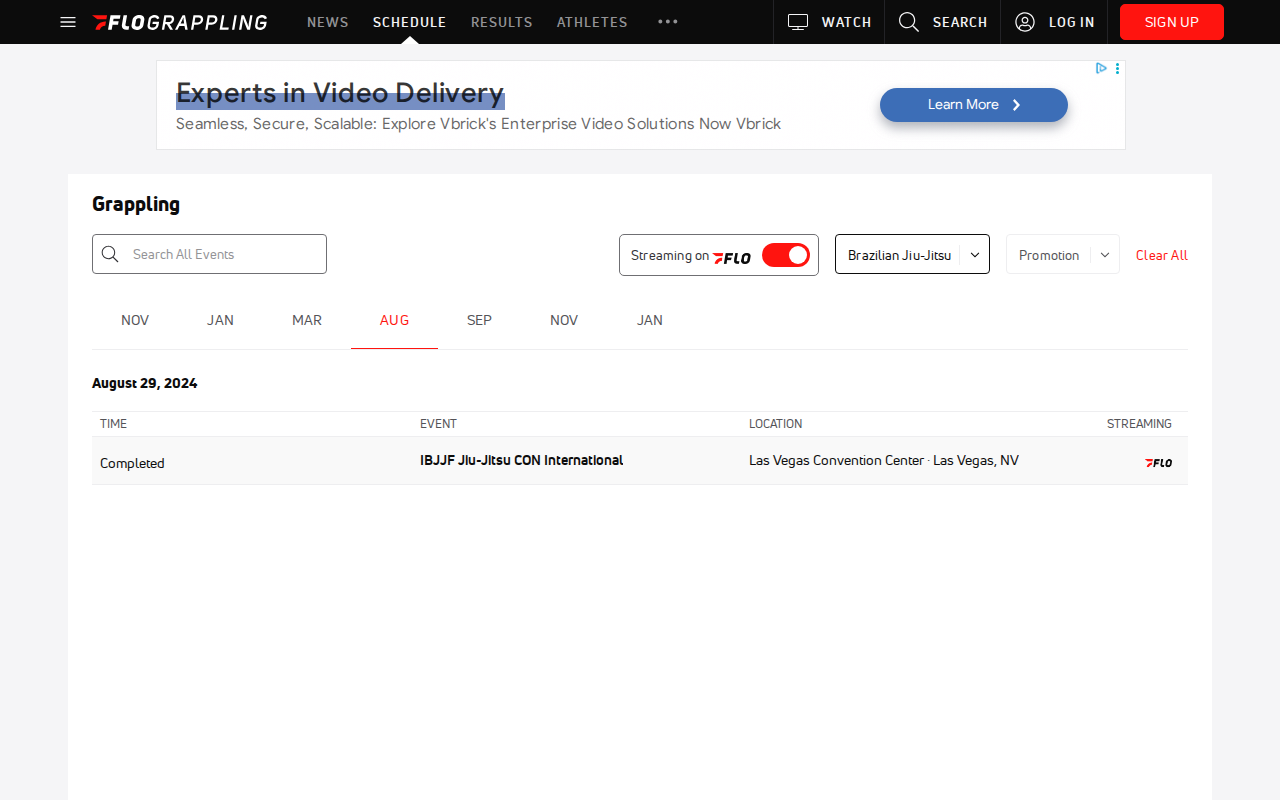 FLOGRAPPLING NEWS SCHEDULE RESULTS ATHLETES WATCH SEARCH LOG IN SIGN UP
Experts in Video Delivery
Seamless, Secure, Scalable: Explore Vbrick's Enterprise Video Solutions Now Vbrick
Learn More
Grappling
Search All Events
Streaming on FLO
Brazilian Jiu-Jitsu
Promotion
Clear All
NOV JAN MAR AUG SEP NOV JAN
August 29, 2024
TIME EVENT LOCATION STREAMING
Completed IBJJF Jiu-Jitsu CON International Las Vegas Convention Center · Las Vegas, NV FLO